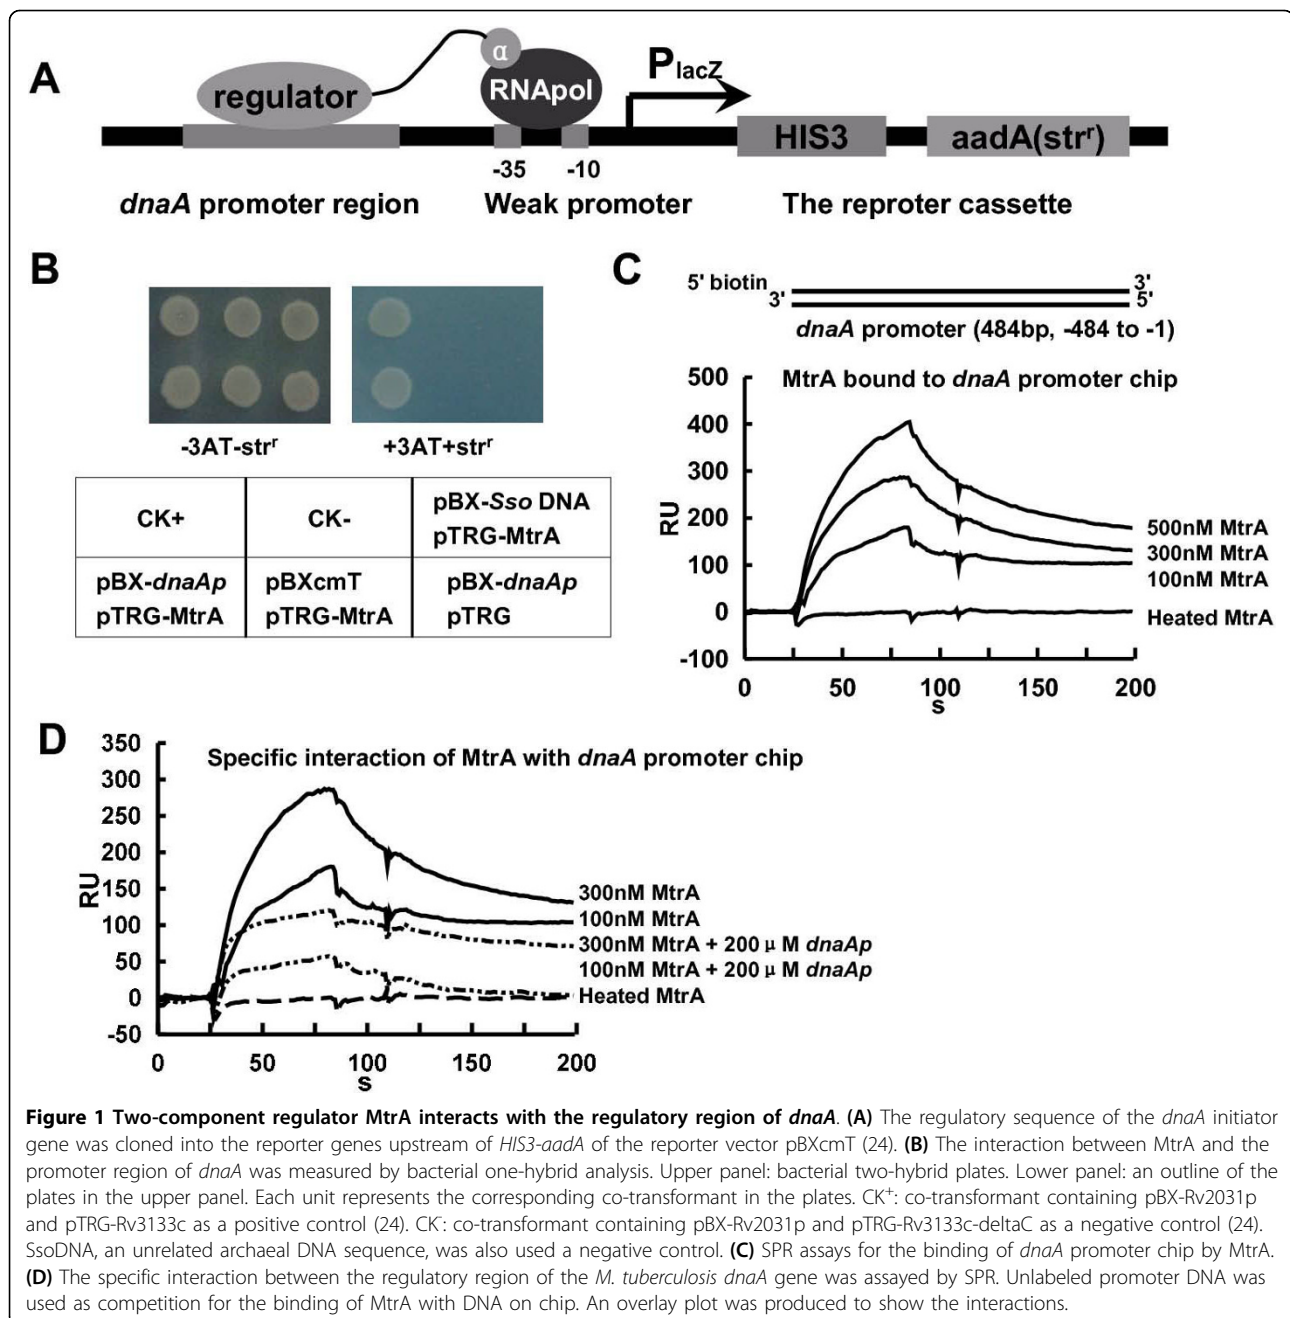 A
regulator
α
RNApol
PlacZ
HIS3
aadA(strʳ)
-35
-10
dnaA promoter region
Weak promoter
The reproter cassette
B
-3AT-strʳ
+3AT+strʳ
CK+
CK-
pBX-Sso DNA
pTRG-MtrA
pBX-dnaAp
pTRG-MtrA
pBXcmT
pTRG-MtrA
pBX-dnaAp
pTRG
C
5' biotin
3'
3'
5'
dnaA promoter (484bp, -484 to -1)
MtrA bound to dnaA promoter chip
500
400
300
200
100
0
-100
RU
0
50
100
150
200
s
500nM MtrA
300nM MtrA
100nM MtrA
Heated MtrA
D
Specific interaction of MtrA with dnaA promoter chip
350
300
250
200
150
100
50
0
-50
RU
0
50
100
150
200
s
300nM MtrA
100nM MtrA
300nM MtrA + 200 μ M dnaAp
100nM MtrA + 200 μ M dnaAp
Heated MtrA
Figure 1 Two-component regulator MtrA interacts with the regulatory region of dnaA. (A) The regulatory sequence of the dnaA initiator
gene was cloned into the reporter genes upstream of HIS3-aadA of the reporter vector pBXcmT (24). (B) The interaction between MtrA and the
promoter region of dnaA was measured by bacterial one-hybrid analysis. Upper panel: bacterial two-hybrid plates. Lower panel: an outline of the
plates in the upper panel. Each unit represents the corresponding co-transformant in the plates. CK⁺: co-transformant containing pBX-Rv2031p
and pTRG-Rv3133c as a positive control (24). CK⁻: co-transformant containing pBX-Rv2031p and pTRG-Rv3133c-deltaC as a negative control (24).
SsoDNA, an unrelated archaeal DNA sequence, was also used a negative control. (C) SPR assays for the binding of dnaA promoter chip by MtrA.
(D) The specific interaction between the regulatory region of the M. tuberculosis dnaA gene was assayed by SPR. Unlabeled promoter DNA was
used as competition for the binding of MtrA with DNA on chip. An overlay plot was produced to show the interactions.